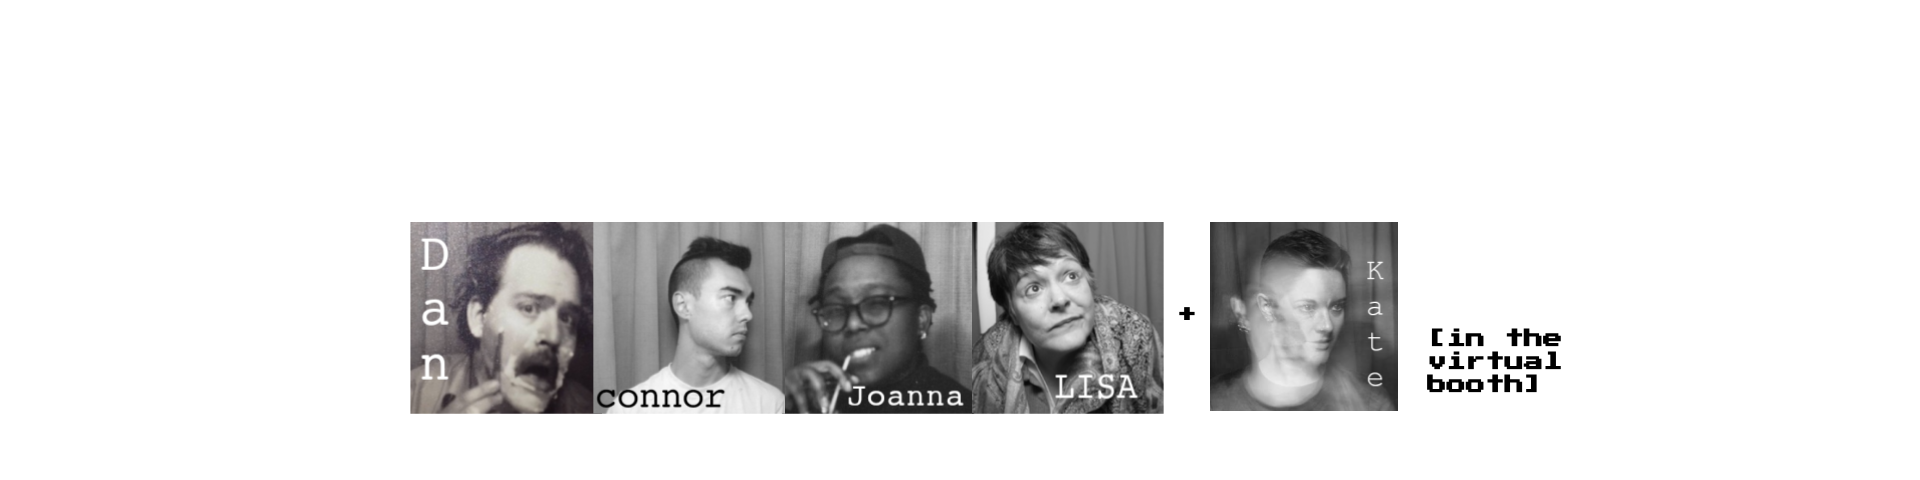 Dan
connor
Joanna
LISA
+
Kate
[in the
virtual
booth]